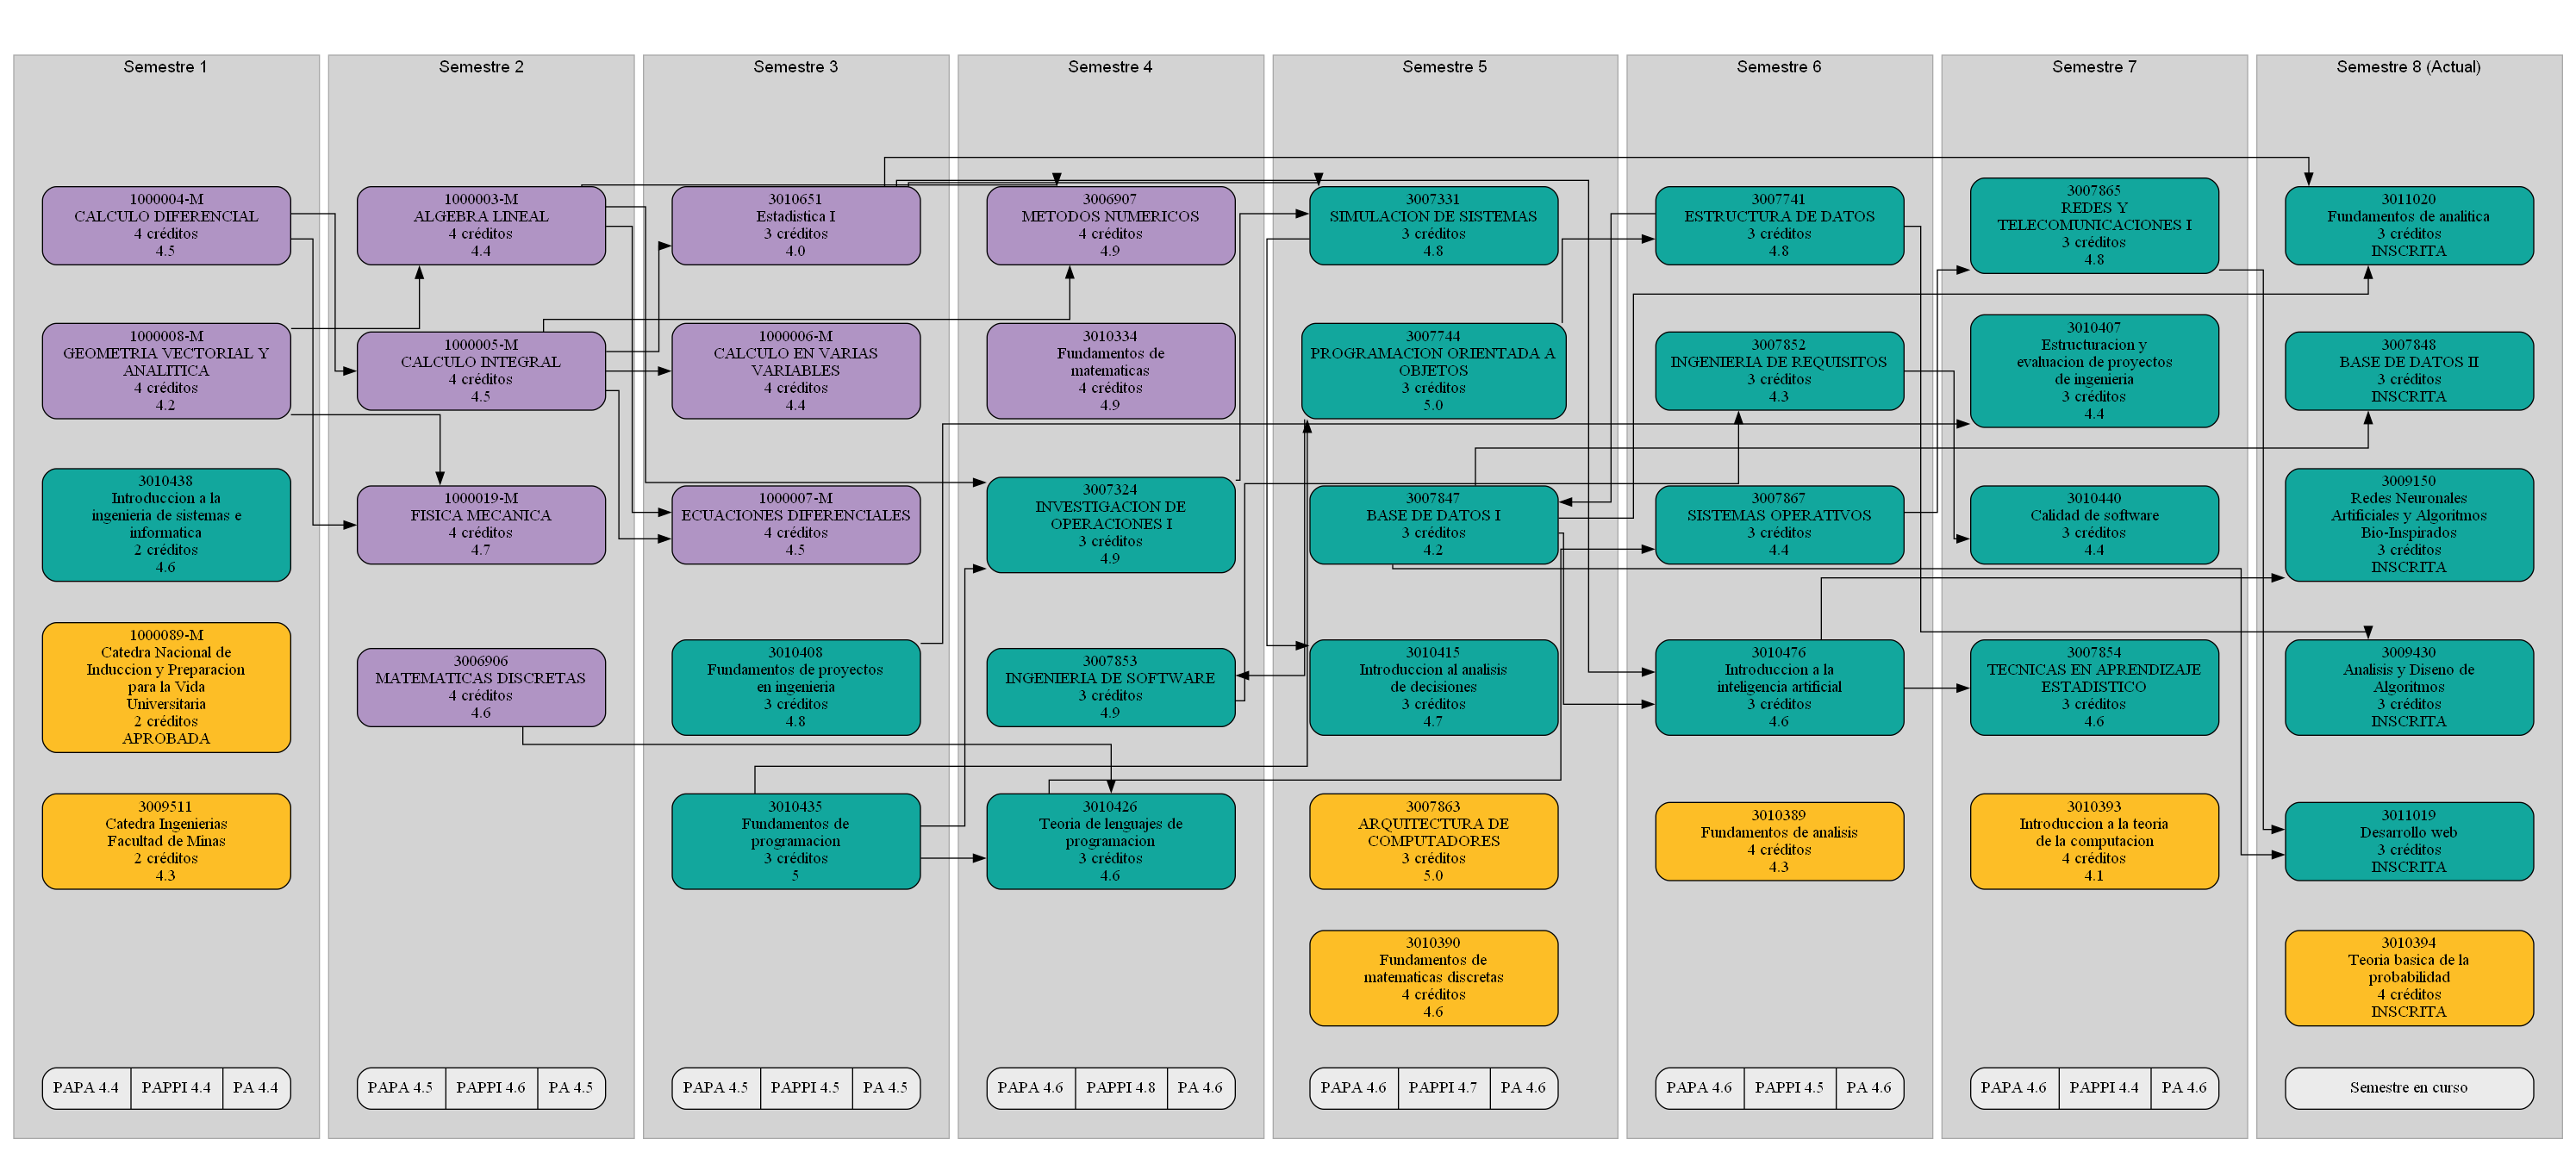 Semestre 1
1000004-M
CALCULO DIFERENCIAL
4 créditos
4.5
1000008-M
GEOMETRIA VECTORIAL Y
ANALITICA
4 créditos
4.2
3010438
Introduccion a la
ingenieria de sistemas e
informatica
2 créditos
4.6
1000089-M
Catedra Nacional de
Induccion y Preparacion
para la Vida
Universitaria
2 créditos
APROBADA
3009511
Catedra Ingenierias
Facultad de Minas
2 créditos
4.3
PAPA 4.4 PAPPI 4.4 PA 4.4
Semestre 2
1000003-M
ALGEBRA LINEAL
4 créditos
4.4
1000005-M
CALCULO INTEGRAL
4 créditos
4.5
1000019-M
FISICA MECANICA
4 créditos
4.7
3006906
MATEMATICAS DISCRETAS
4 créditos
4.6
PAPA 4.5 PAPPI 4.6 PA 4.5
Semestre 3
3010651
Estadistica I
3 créditos
4.0
1000006-M
CALCULO EN VARIAS
VARIABLES
4 créditos
4.4
1000007-M
ECUACIONES DIFERENCIALES
4 créditos
4.5
3010408
Fundamentos de proyectos
en ingenieria
3 créditos
4.8
3010435
Fundamentos de
programacion
3 créditos
5
PAPA 4.5 PAPPI 4.5 PA 4.5
Semestre 4
3006907
METODOS NUMERICOS
4 créditos
4.9
3010334
Fundamentos de
matematicas
4 créditos
4.9
3007324
INVESTIGACION DE
OPERACIONES I
3 créditos
4.9
3007853
INGENIERIA DE SOFTWARE
3 créditos
4.9
3010426
Teoria de lenguajes de
programacion
3 créditos
4.6
PAPA 4.6 PAPPI 4.8 PA 4.6
Semestre 5
3007331
SIMULACION DE SISTEMAS
3 créditos
4.8
3007744
PROGRAMACION ORIENTADA A
OBJETOS
3 créditos
5.0
3007847
BASE DE DATOS I
3 créditos
4.2
3010415
Introduccion al analisis
de decisiones
3 créditos
4.7
3007863
ARQUITECTURA DE
COMPUTADORES
3 créditos
5.0
3010390
Fundamentos de
matematicas discretas
4 créditos
4.6
PAPA 4.6 PAPPI 4.7 PA 4.6
Semestre 6
3007741
ESTRUCTURA DE DATOS
3 créditos
4.8
3007852
INGENIERIA DE REQUISITOS
3 créditos
4.3
3007867
SISTEMAS OPERATIVOS
3 créditos
4.4
3010476
Introduccion a la
inteligencia artificial
3 créditos
4.6
3010389
Fundamentos de analisis
4 créditos
4.3
PAPA 4.6 PAPPI 4.5 PA 4.6
Semestre 7
3007865
REDES Y
TELECOMUNICACIONES I
3 créditos
4.8
3010407
Estructuracion y
evaluacion de proyectos
de ingenieria
3 créditos
4.4
3010440
Calidad de software
3 créditos
4.4
3007854
TECNICAS EN APRENDIZAJE
ESTADISTICO
3 créditos
4.6
3010393
Introduccion a la teoria
de la computacion
4 créditos
4.1
PAPA 4.6 PAPPI 4.4 PA 4.6
Semestre 8 (Actual)
3011020
Fundamentos de analitica
3 créditos
INSCRITA
3007848
BASE DE DATOS II
3 créditos
INSCRITA
3009150
Redes Neuronales
Artificiales y Algoritmos
Bio-Inspirados
3 créditos
INSCRITA
3009430
Analisis y Diseno de
Algoritmos
3 créditos
INSCRITA
3011019
Desarrollo web
3 créditos
INSCRITA
3010394
Teoria basica de la
probabilidad
4 créditos
INSCRITA
Semestre en curso